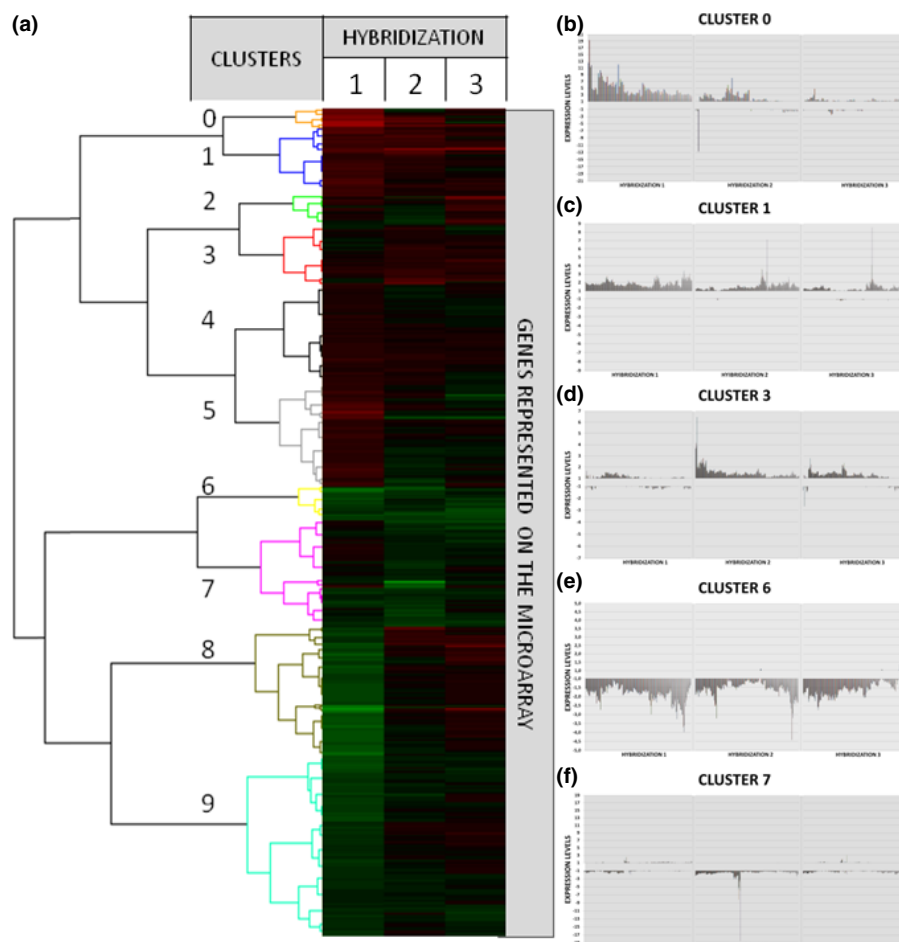 (a)
CLUSTERS
HYBRIDIZATION
1 2 3
0
1
2
3
4
5
6
7
8
9
GENES REPRESENTED ON THE MICROARRAY
(b)
CLUSTER 0
EXPRESSION LEVELS
HYBRIDIZATION 1 HYBRIDIZATION 2 HYBRIDIZATION 3
(c)
CLUSTER 1
EXPRESSION LEVELS
HYBRIDIZATION 1 HYBRIDIZATION 2 HYBRIDIZATION 3
(d)
CLUSTER 3
EXPRESSION LEVELS
HYBRIDIZATION 1 HYBRIDIZATION 2 HYBRIDIZATION 3
(e)
CLUSTER 6
EXPRESSION LEVELS
HYBRIDIZATION 1 HYBRIDIZATION 2 HYBRIDIZATION 3
(f)
CLUSTER 7
EXPRESSION LEVELS